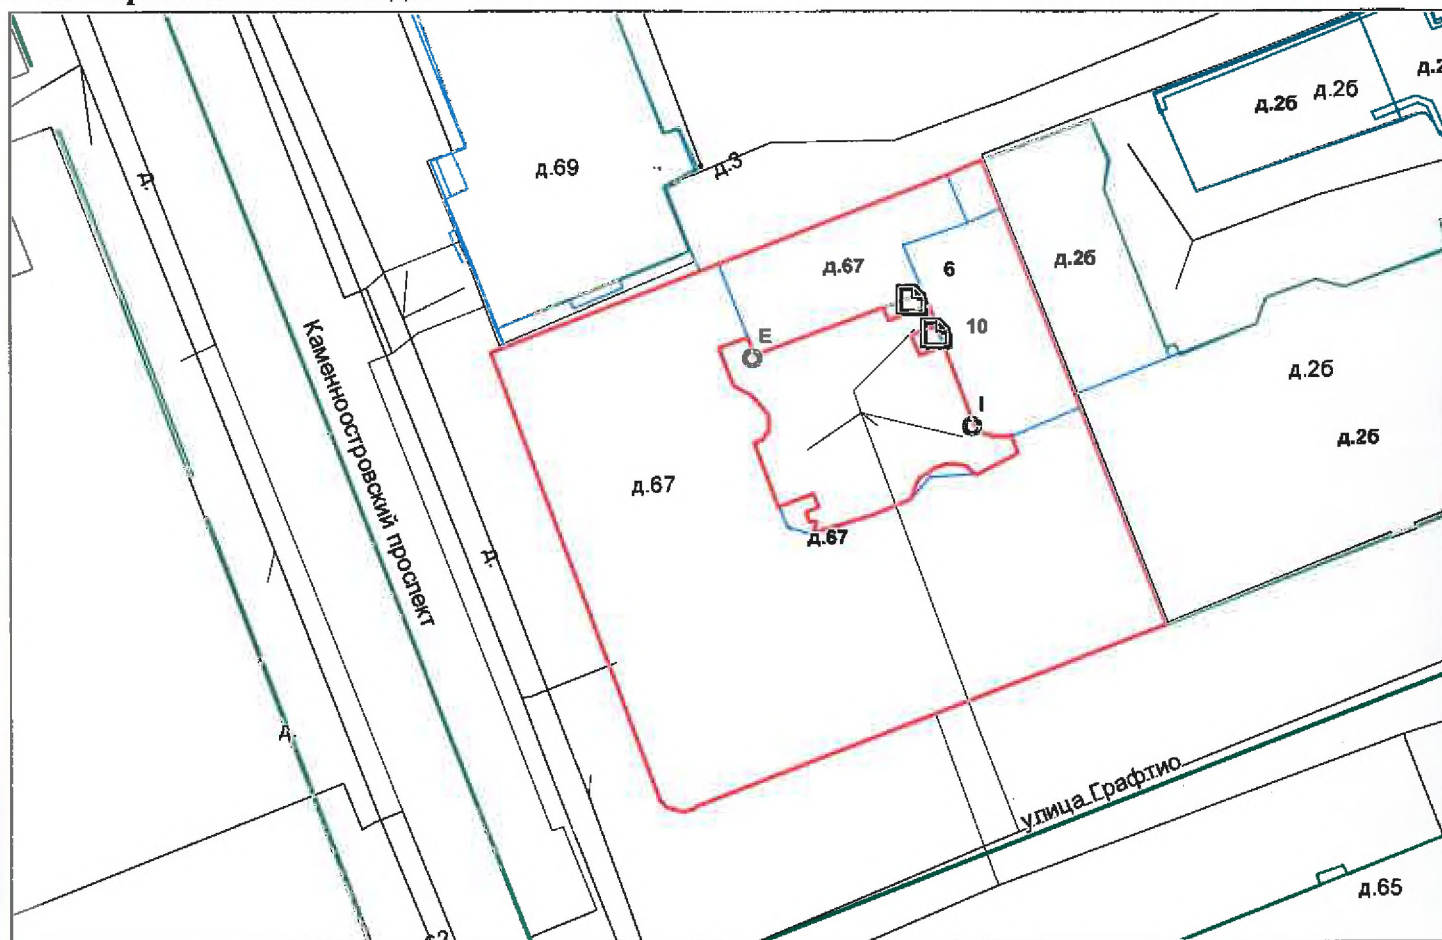 д.2б
д.2б
д.69
д.3
д.
д.67
6
д.2б
10
Е
д.2б
I
Каменноостровский проспект
д.2б
д.67
д.67
д.
д.
улица Графтио
д.65